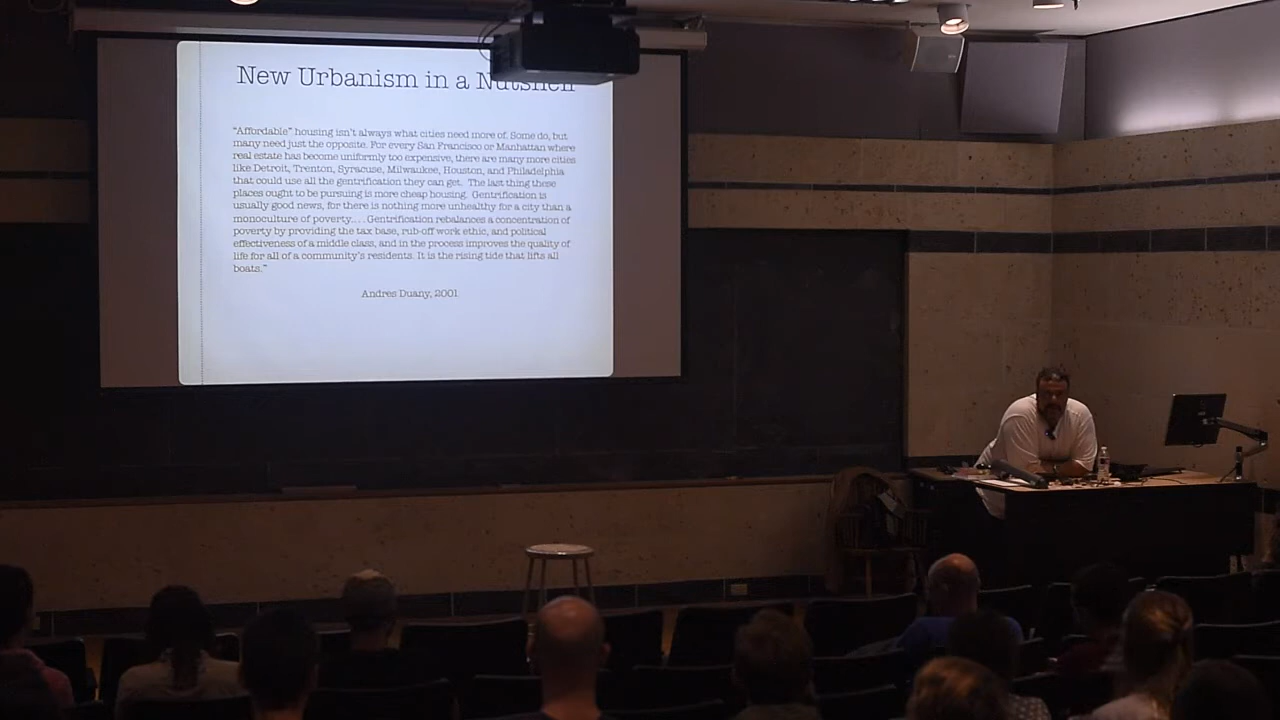 New Urbanism in a Nutshell
“Affordable” housing isn’t always what cities need more of. Some do, but
many need just the opposite. For every San Francisco or Manhattan where
real estate has become uniformly too expensive, there are many more cities
like Detroit, Trenton, Syracuse, Milwaukee, Houston, and Philadelphia
that could use all the gentrification they can get. The last thing these
places ought to be pursuing is more cheap housing. Gentrification is
usually good news, for there is nothing more unhealthy for a city than a
monoculture of poverty.... Gentrification rebalances a concentration of
poverty by providing the tax base, rub-off work ethic, and political
effectiveness of a middle class, and in the process improves the quality of
life for all of a community’s residents. It is the rising tide that lifts all
boats.”
Andres Duany, 2001